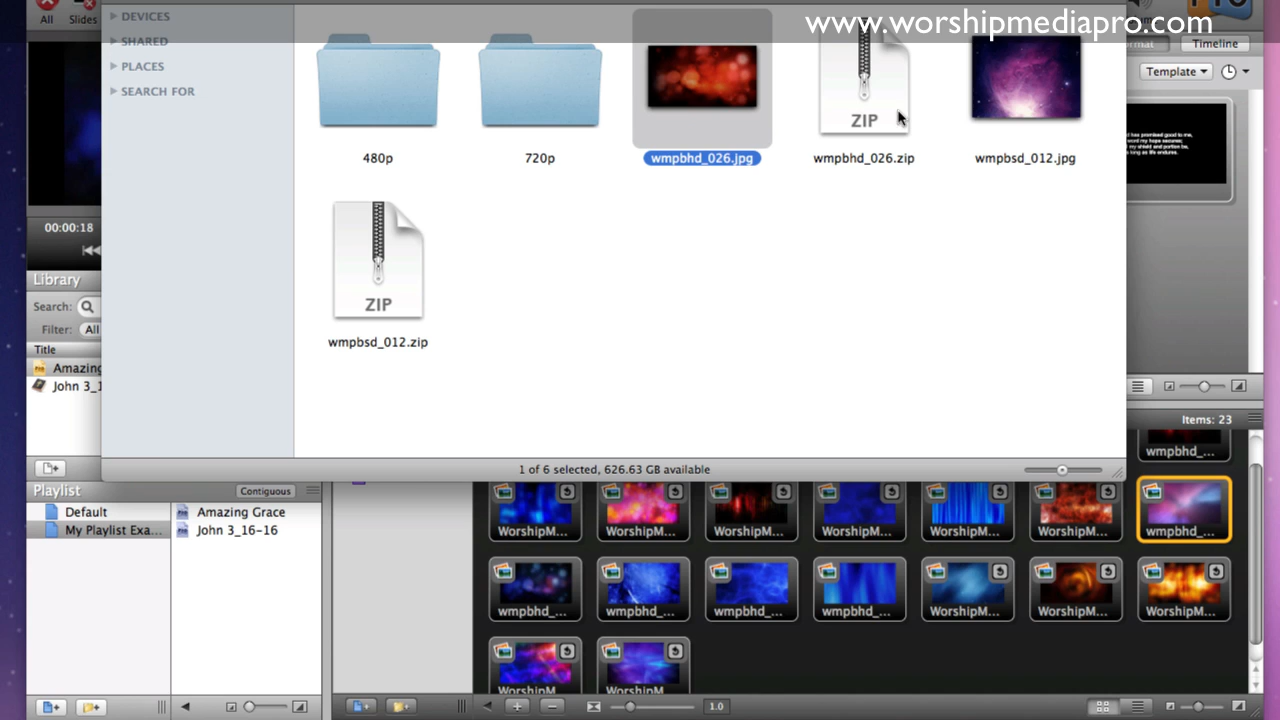 www.worshipmediapro.com
All Slides
DEVICES
SHARED
PLACES
SEARCH FOR
Timeline
Template
ZIP
480p
720p
wmpbhd_026.jpg
wmpbhd_026.zip
wmpbsd_012.jpg
ZIP
wmpbsd_012.zip
00:00:18
Library
Search:
Filter: All
Title
Amazing
John 3_1
1 of 6 selected, 626.63 GB available
Items: 23
wmpbhd_...
Playlist
Contiguous
Default
My Playlist Exa...
Amazing Grace
John 3_16-16
WorshipM... WorshipM... WorshipM... WorshipM... WorshipM... WorshipM... wmpbhd_...
wmpbhd_... wmpbhd_... wmpbhd_... wmpbhd_... WorshipM... WorshipM... WorshipM...
WorshipM WorshipM
1.0